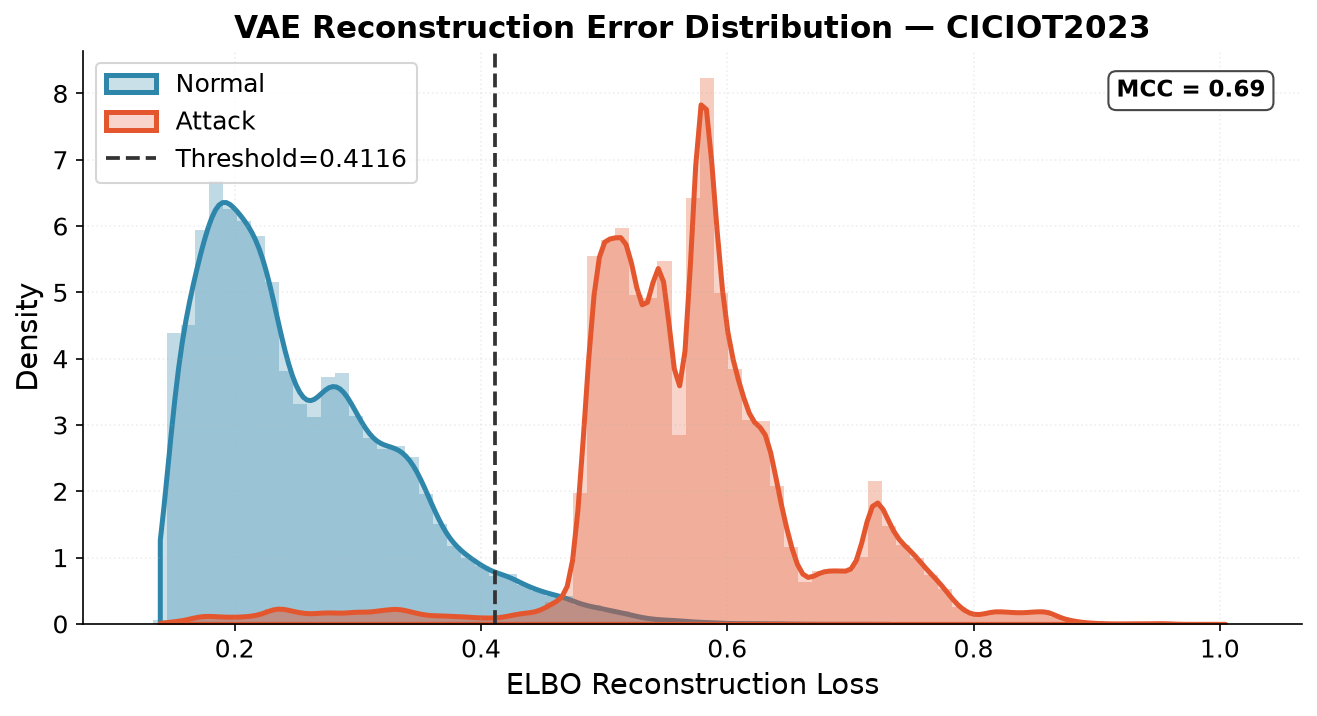 VAE Reconstruction Error Distribution — CICIOT2023
Normal
Attack
Threshold=0.4116
MCC = 0.69
Density
8
7
6
5
4
3
2
1
0
0.2
0.4
0.6
0.8
1.0
ELBO Reconstruction Loss